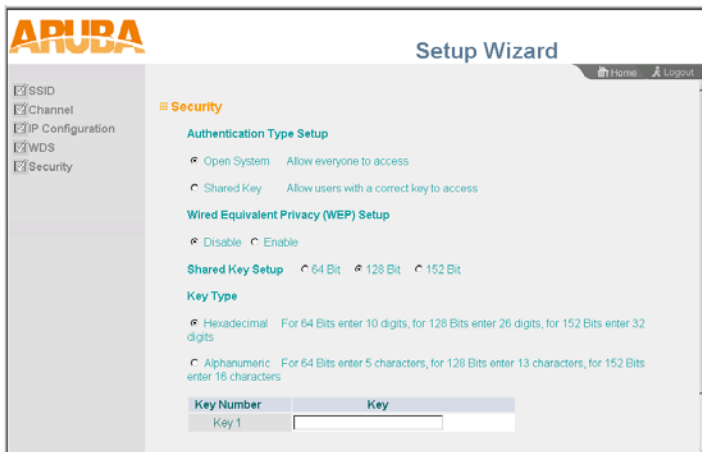 ARUBA
Setup Wizard
Home Logout
SSID
Channel
IP Configuration
WDS
Security
Security
Authentication Type Setup
Open System Allow everyone to access
Shared Key Allow users with a correct key to access
Wired Equivalent Privacy (WEP) Setup
Disable Enable
Shared Key Setup 64 Bit 128 Bit 152 Bit
Key Type
Hexadecimal For 64 Bits enter 10 digits, for 128 Bits enter 26 digits, for 152 Bits enter 32
digits
Alphanumeric For 64 Bits enter 5 characters, for 128 Bits enter 13 characters, for 152 Bits
enter 16 characters
Key Number Key
Key 1